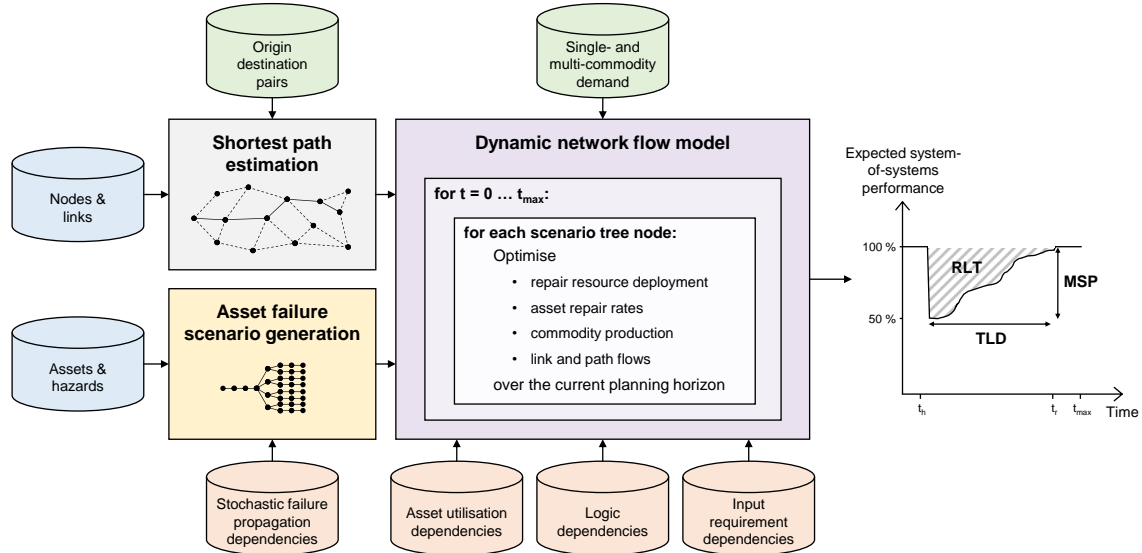 Origin
destination
pairs
Single- and
multi-commodity
demand
Nodes &
links
Shortest path
estimation
Assets &
hazards
Asset failure
scenario generation
Dynamic network flow model
for t = 0 … tmax:
for each scenario tree node:
Optimise
• repair resource deployment
• asset repair rates
• commodity production
• link and path flows
over the current planning horizon
Stochastic failure
propagation
dependencies
Asset utilisation
dependencies
Logic
dependencies
Input
requirement
dependencies
Expected system-
of-systems
performance
100 %
RLT
MSP
50 %
TLD
th
tr
tmax
Time